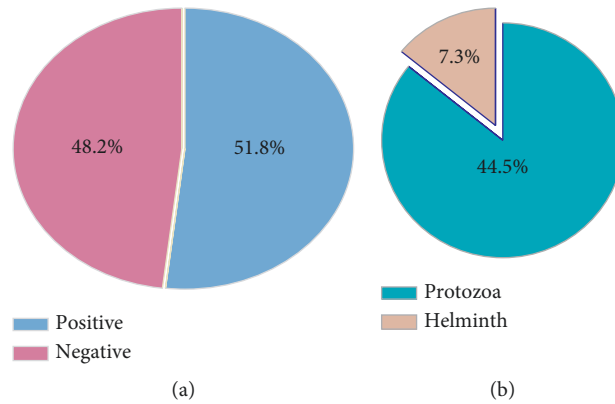 48.2%
51.8%
Positive
Negative
(a)
7.3%
44.5%
Protozoa
Helminth
(b)